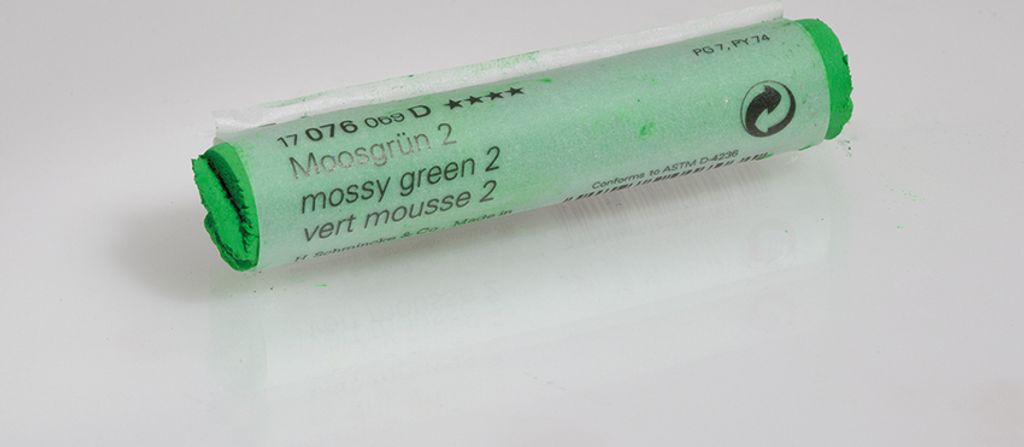 17 076 069 D ★★★★
Moosgrün 2
mossy green 2
vert mousse 2
H. Schmincke & Co., Made in
PG 7, PY 74
Conforms to ASTM D-4236